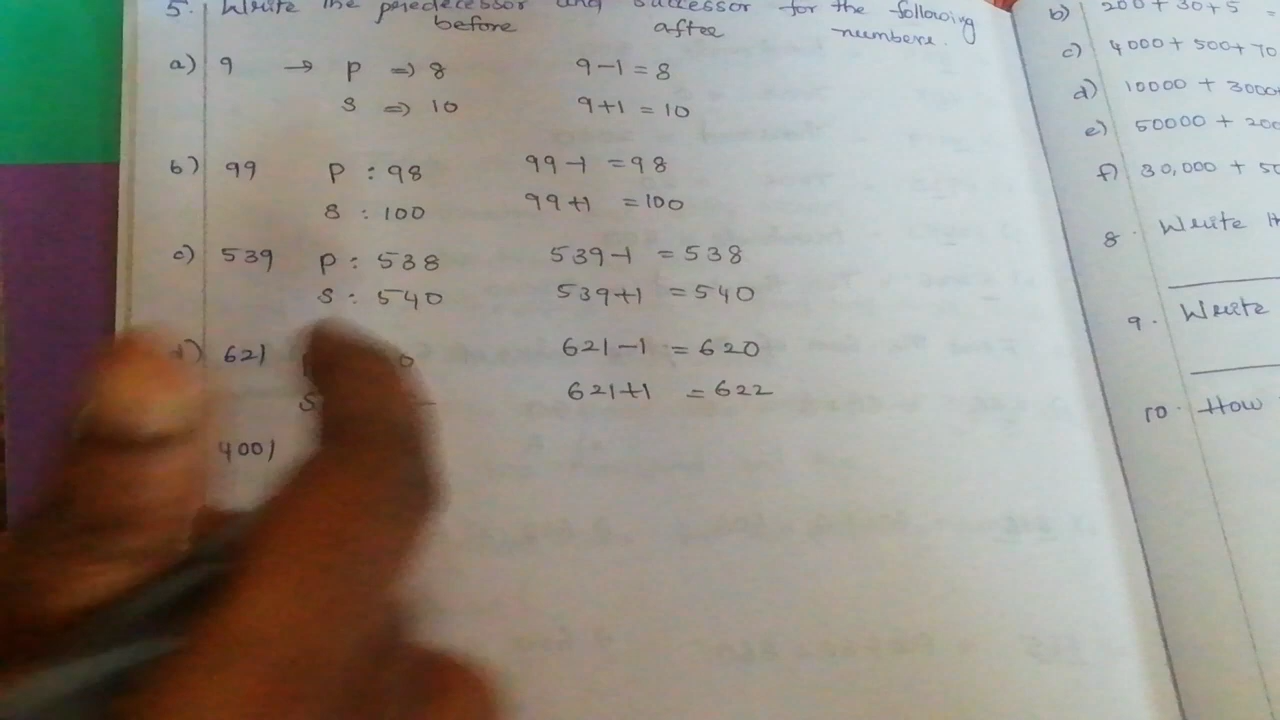 5. Write the predecessor and successor for the following
before after numbers.
a) 9 → P ⇒ 8 9-1 = 8
S ⇒ 10 9+1 = 10
b) 99 P : 98 99-1 = 98
S : 100 99+1 = 100
c) 539 P : 538 539-1 = 538
S : 540 539+1 = 540
d) 621 0 621-1 = 620
S 621+1 = 622
4001
b) 200 + 30 + 5 =
c) 4000 + 500 + 70
d) 10000 + 3000+
e) 50000 + 200
f) 30,000 + 50
8. Write
9. Write
10. How